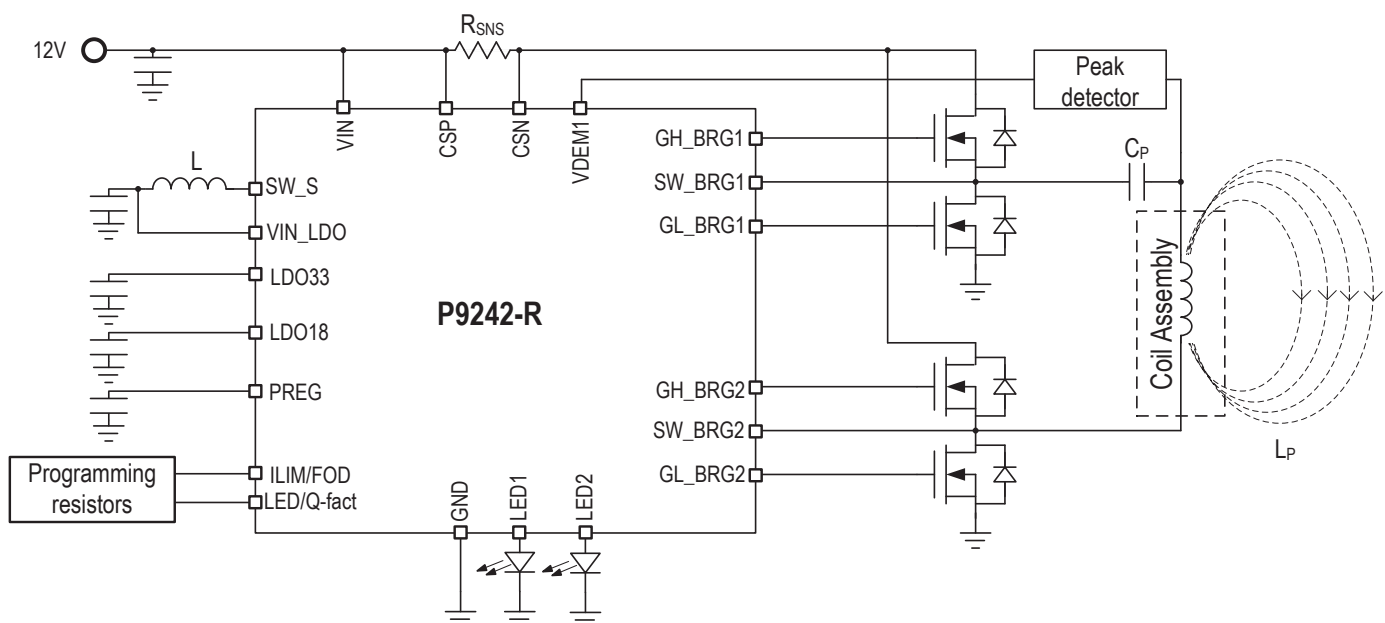 12V
RSNS
Peak
detector
VIN
CSP
CSN
VDEM1
GH_BRG1
CP
L
SW_S
SW_BRG1
VIN_LDO
GL_BRG1
LDO33
Coil Assembly
P9242-R
LDO18
PREG
GH_BRG2
SW_BRG2
LP
Programming
resistors
ILIM/FOD
LED/Q-fact
GL_BRG2
GND
LED1
LED2